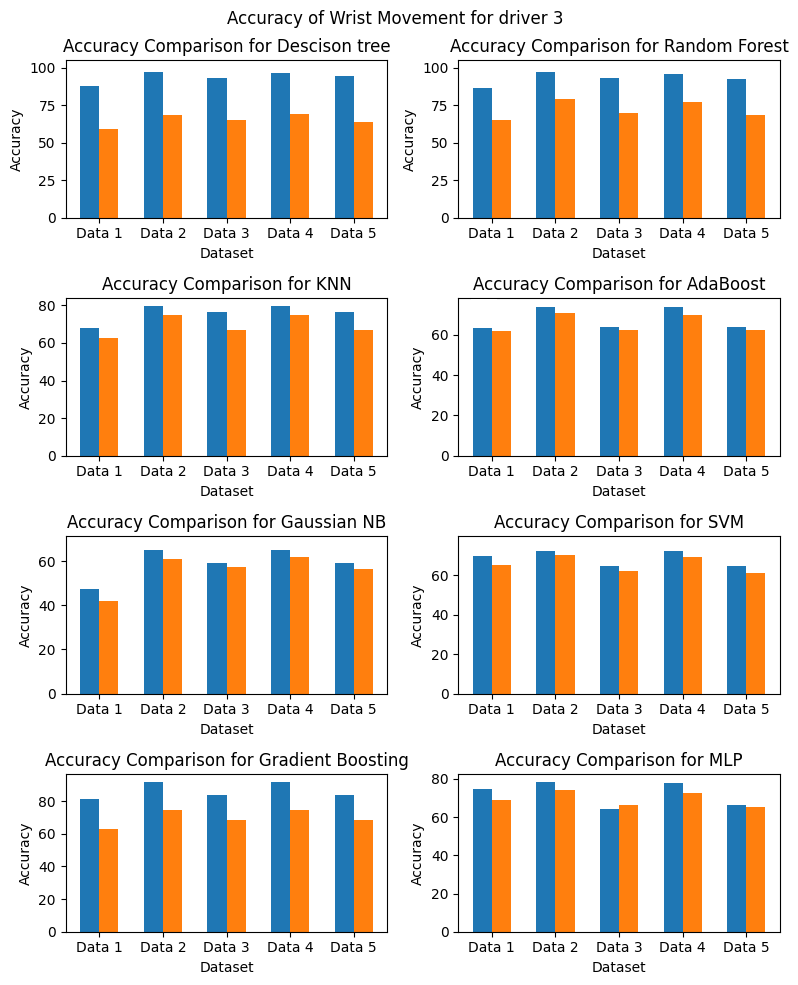 Accuracy of Wrist Movement for driver 3
Accuracy Comparison for Descison tree
100
75
50
25
0
Accuracy
Data 1 Data 2 Data 3 Data 4 Data 5
Dataset
Accuracy Comparison for Random Forest
100
75
50
25
0
Accuracy
Data 1 Data 2 Data 3 Data 4 Data 5
Dataset
Accuracy Comparison for KNN
80
60
40
20
0
Accuracy
Data 1 Data 2 Data 3 Data 4 Data 5
Dataset
Accuracy Comparison for AdaBoost
60
40
20
0
Accuracy
Data 1 Data 2 Data 3 Data 4 Data 5
Dataset
Accuracy Comparison for Gaussian NB
60
40
20
0
Accuracy
Data 1 Data 2 Data 3 Data 4 Data 5
Dataset
Accuracy Comparison for SVM
60
40
20
0
Accuracy
Data 1 Data 2 Data 3 Data 4 Data 5
Dataset
Accuracy Comparison for Gradient Boosting
80
60
40
20
0
Accuracy
Data 1 Data 2 Data 3 Data 4 Data 5
Dataset
Accuracy Comparison for MLP
80
60
40
20
0
Accuracy
Data 1 Data 2 Data 3 Data 4 Data 5
Dataset